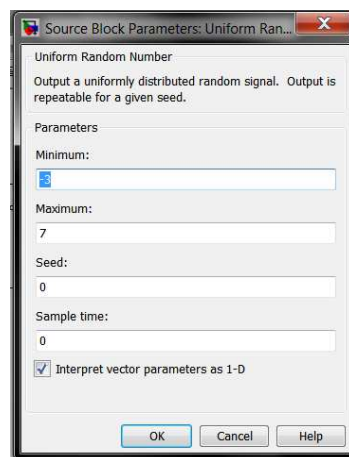 Source Block Parameters: Uniform Ran...
Uniform Random Number
Output a uniformly distributed random signal. Output is
repeatable for a given seed.
Parameters
Minimum:
-3
Maximum:
7
Seed:
0
Sample time:
0
Interpret vector parameters as 1-D
OK
Cancel
Help